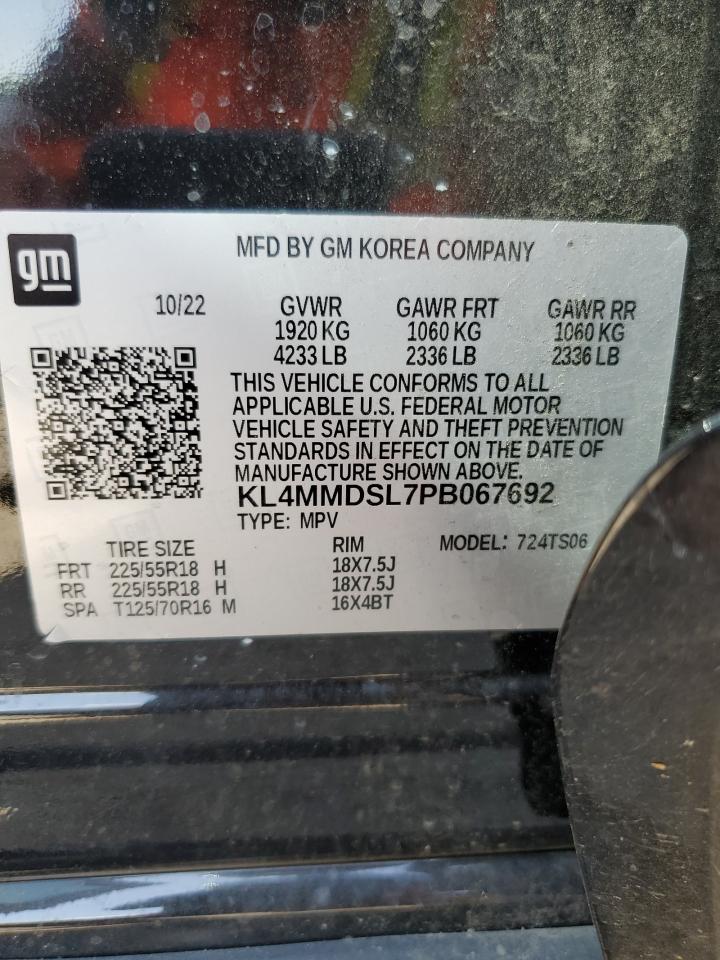 gm
MFD BY GM KOREA COMPANY
10/22 GVWR GAWR FRT GAWR RR
1920 KG 1060 KG 1060 KG
4233 LB 2336 LB 2336 LB
THIS VEHICLE CONFORMS TO ALL
APPLICABLE U.S. FEDERAL MOTOR
VEHICLE SAFETY AND THEFT PREVENTION
STANDARDS IN EFFECT ON THE DATE OF
MANUFACTURE SHOWN ABOVE.
KL4MMDSL7PB067692
TYPE: MPV
TIRE SIZE RIM MODEL: 724TS06
FRT 225/55R18 H 18X7.5J
RR 225/55R18 H 18X7.5J
SPA T125/70R16 M 16X4BT